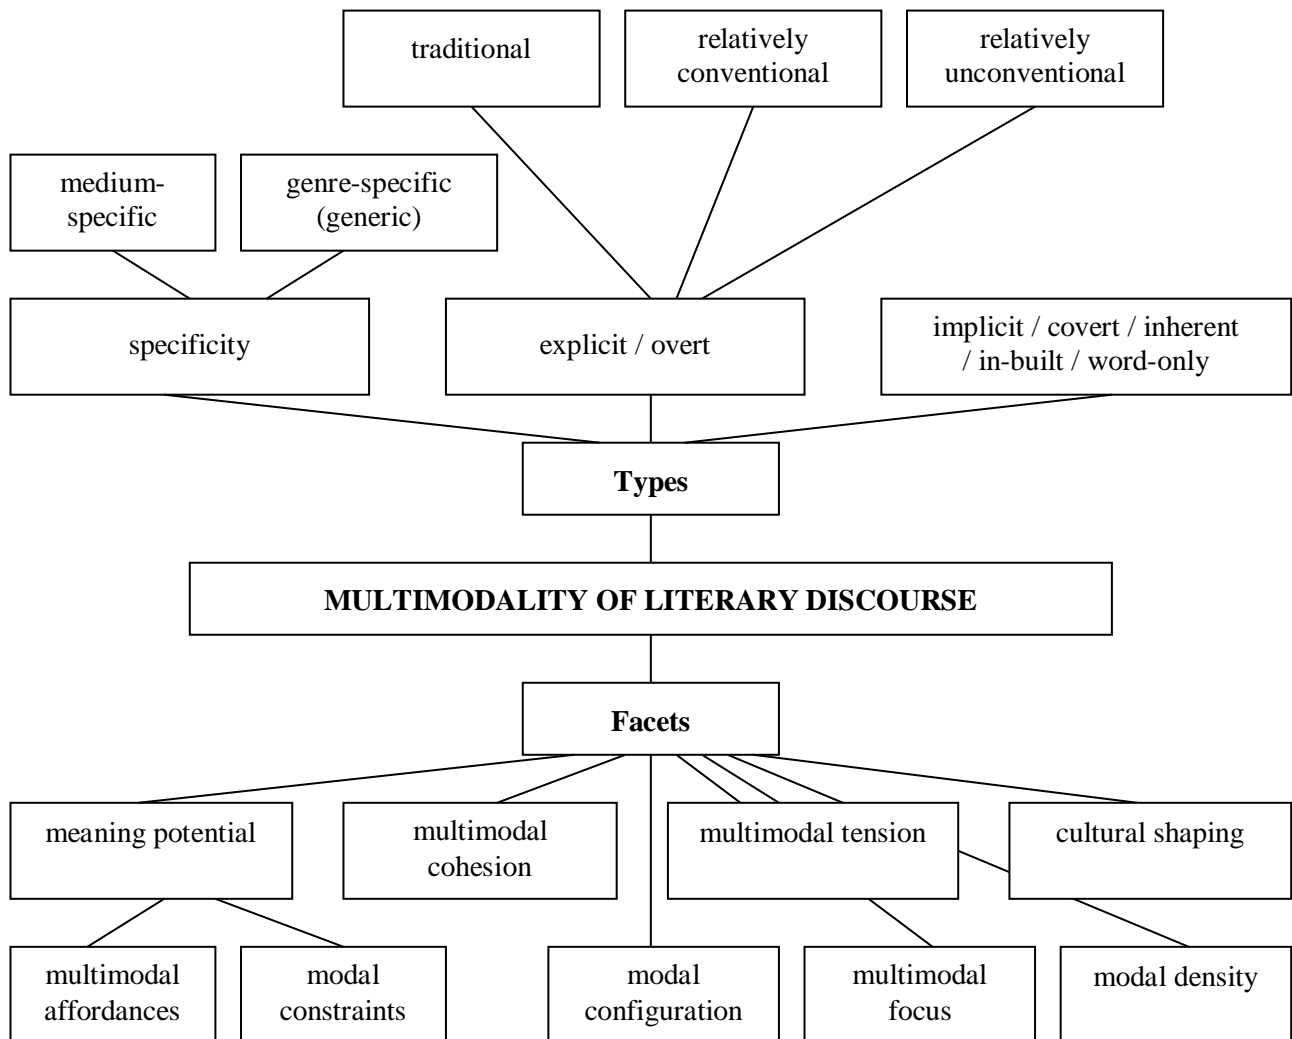 traditional
relatively
conventional
relatively
unconventional
medium-
specific
genre-specific
(generic)
specificity
explicit / overt
implicit / covert / inherent
/ in-built / word-only
Types
MULTIMODALITY OF LITERARY DISCOURSE
Facets
meaning potential
multimodal
cohesion
multimodal tension
cultural shaping
multimodal
affordances
modal
constraints
modal
configuration
multimodal
focus
modal density